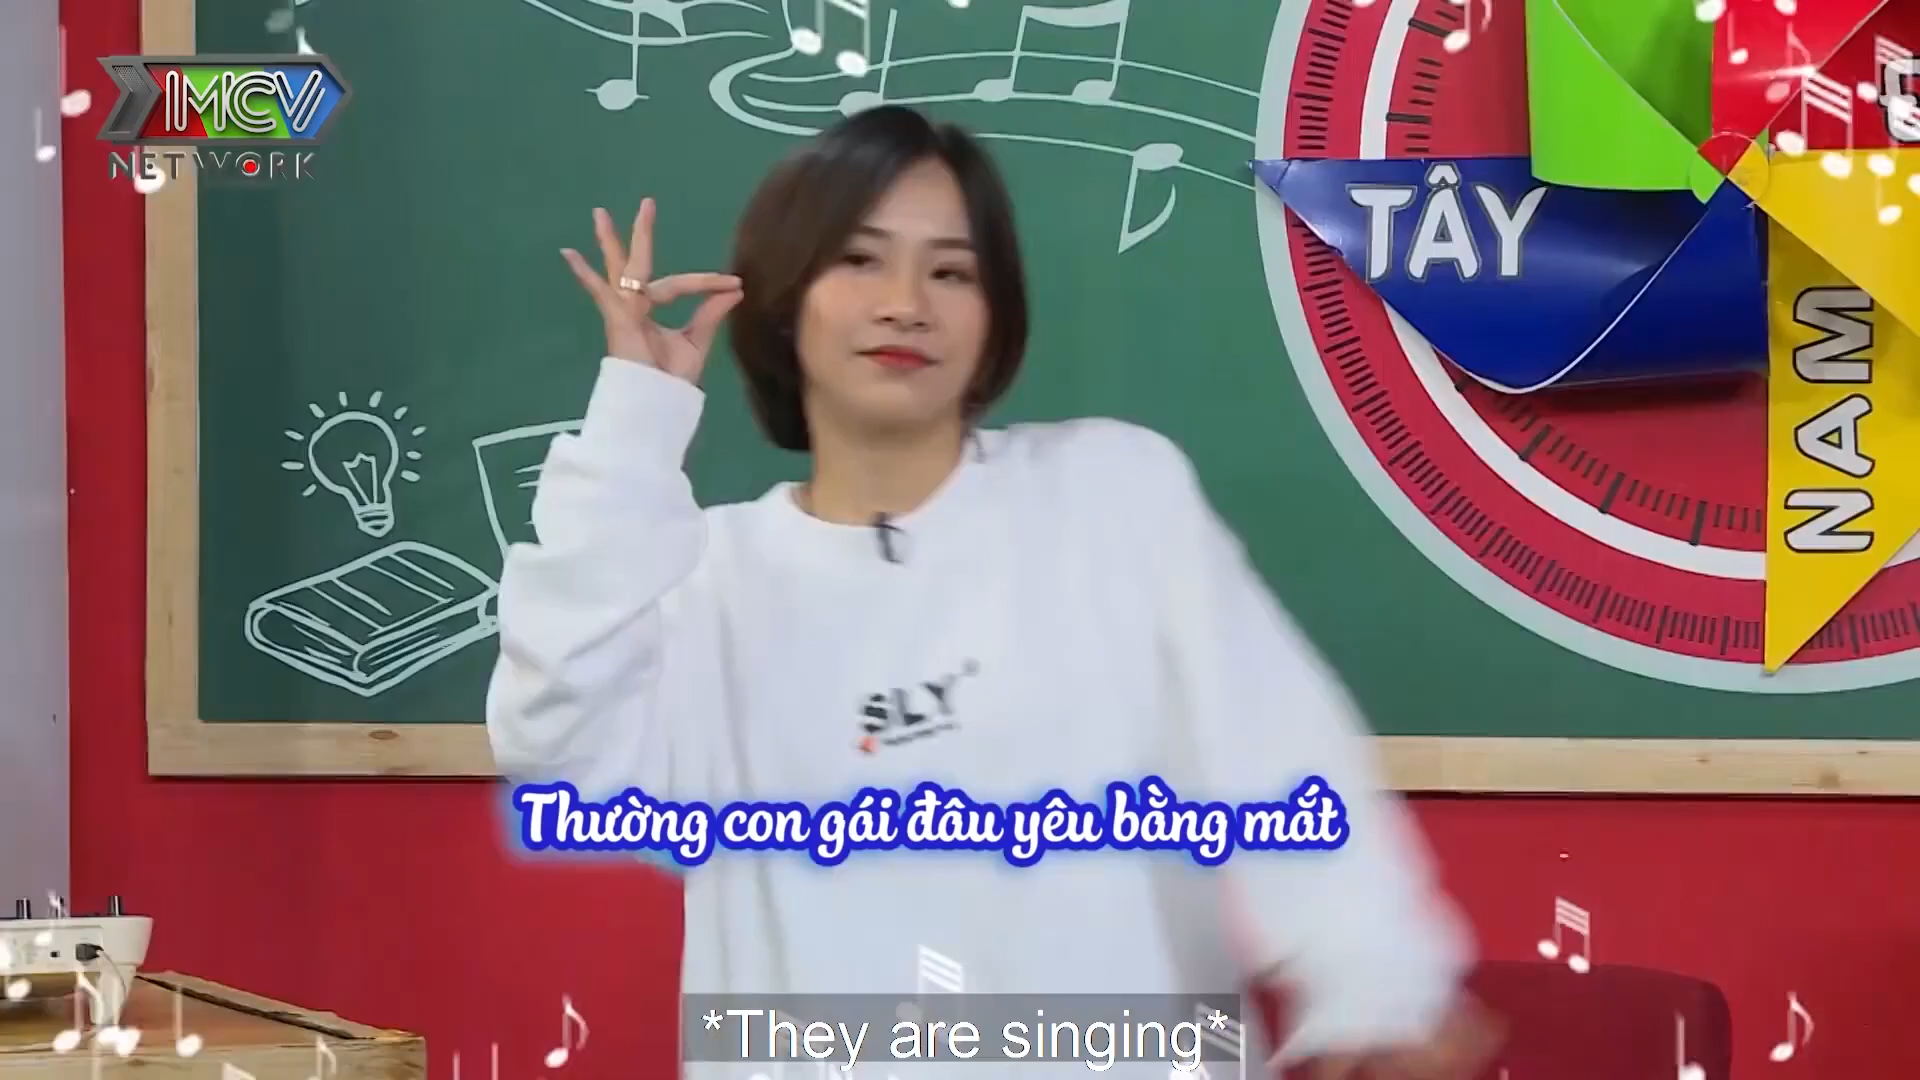 MCV
NETWORK
TÂY
NAM
SLY
Thường con gái đâu yêu bằng mắt
*They are singing*